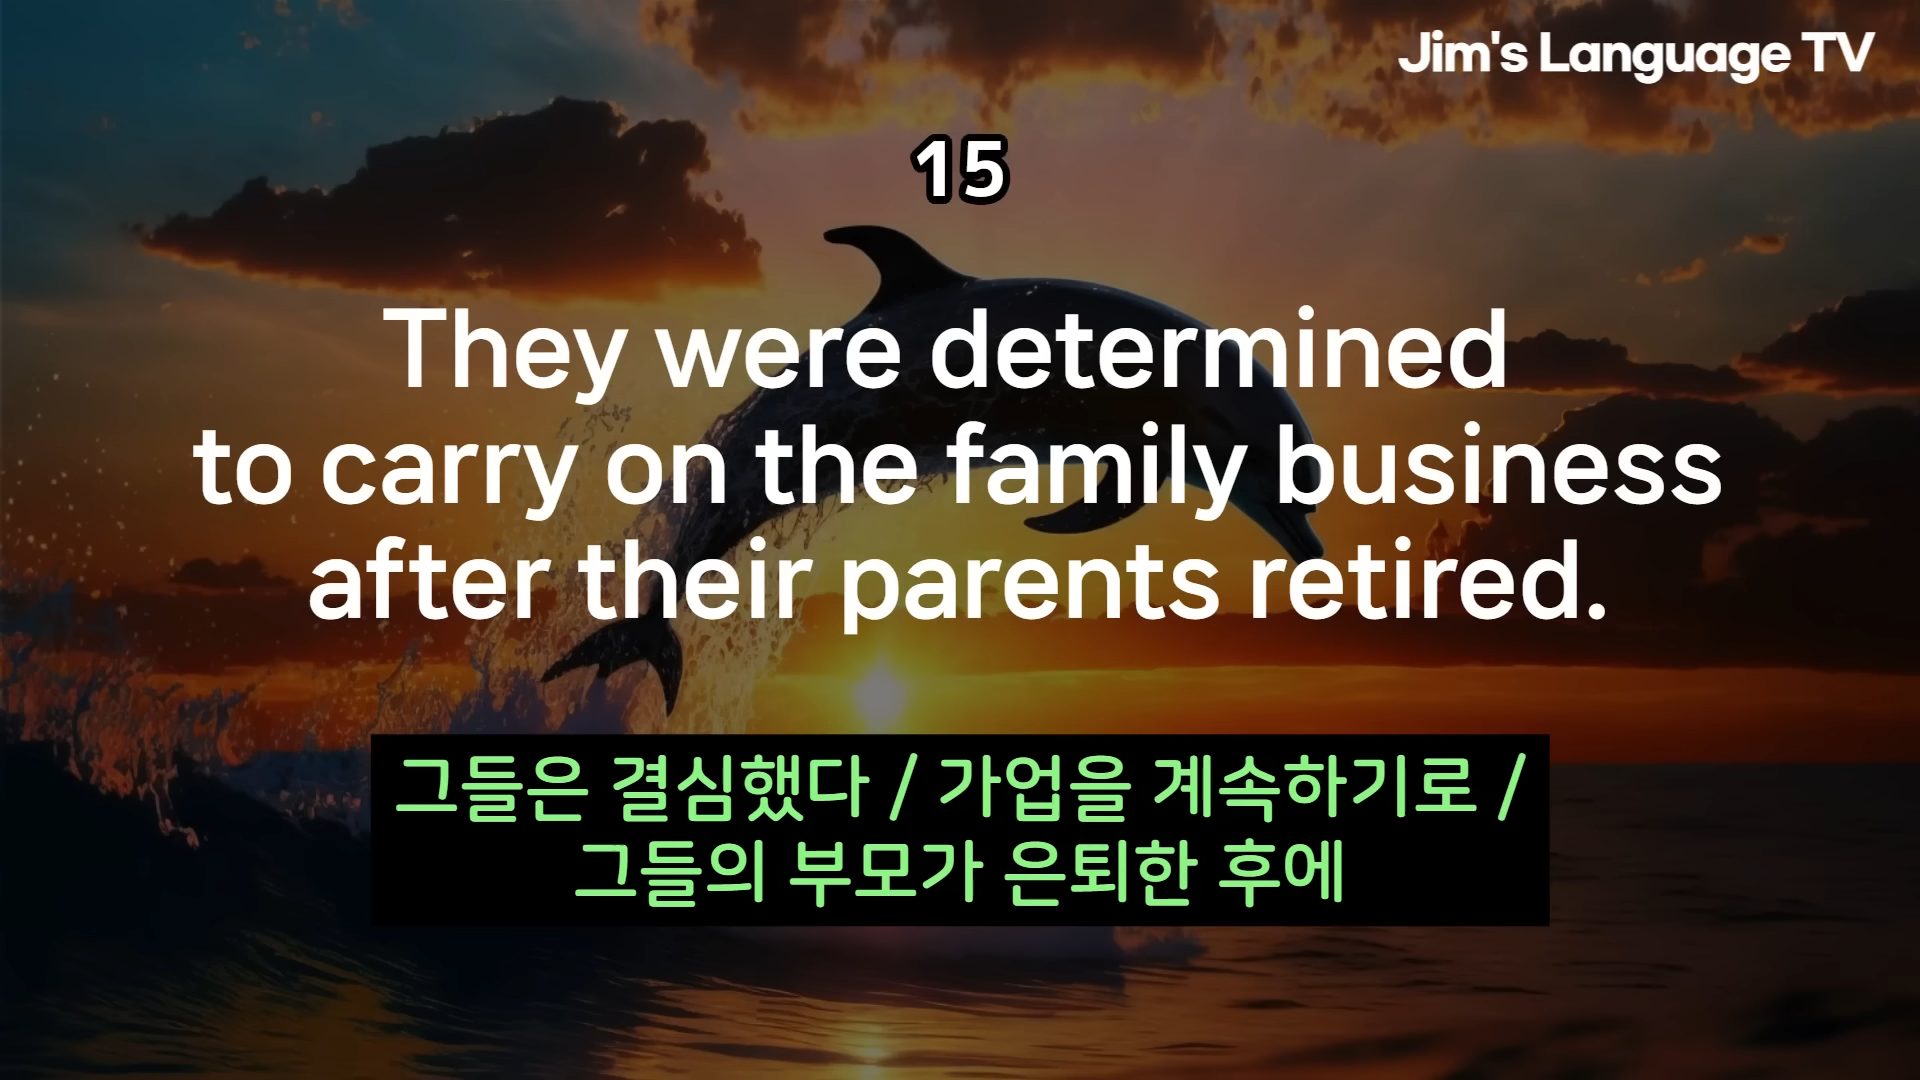 Jim's Language TV
15
They were determined
to carry on the family business
after their parents retired.
그들은 결심했다 / 가업을 계속하기로 /
그들의 부모가 은퇴한 후에